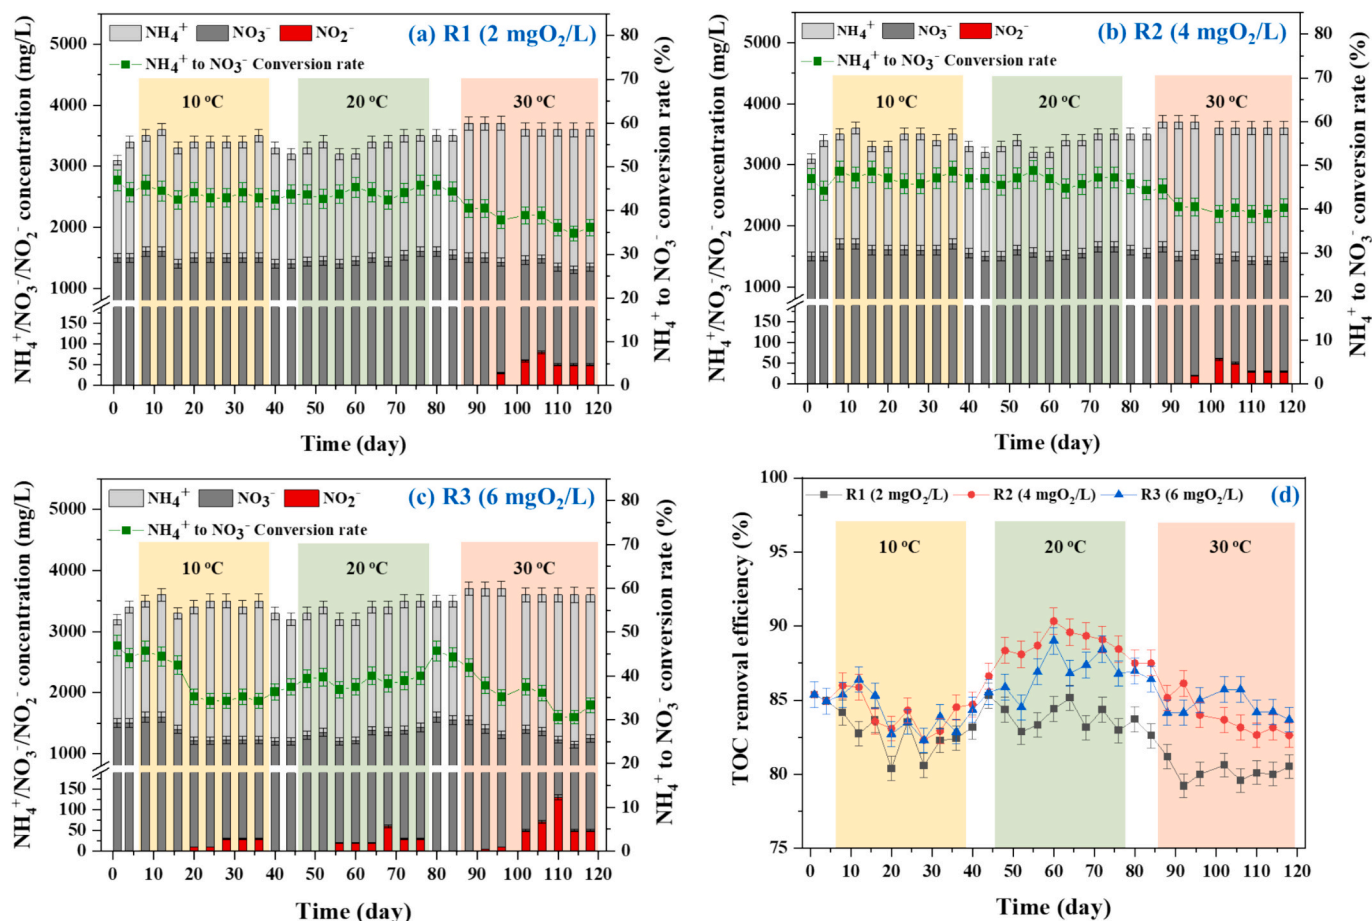 NH₄⁺ NO₃⁻ NO₂⁻ (a) R1 (2 mgO₂/L)
NH₄⁺ to NO₃⁻ Conversion rate
10 °C 20 °C 30 °C
NH₄⁺/NO₃⁻/NO₂⁻ concentration (mg/L)
5000
4000
3000
2000
1000
150
100
50
0
NH₄⁺ to NO₃⁻ conversion rate (%)
80
70
60
50
40
30
20
10
0
0 10 20 30 40 50 60 70 80 90 100 110 120
Time (day)
NH₄⁺ NO₃⁻ NO₂⁻ (b) R2 (4 mgO₂/L)
NH₄⁺ to NO₃⁻ Conversion rate
10 °C 20 °C 30 °C
NH₄⁺/NO₃⁻/NO₂⁻ concentration (mg/L)
5000
4000
3000
2000
1000
150
100
50
0
NH₄⁺ to NO₃⁻ conversion rate (%)
80
70
60
50
40
30
20
10
0
0 10 20 30 40 50 60 70 80 90 100 110 120
Time (day)
NH₄⁺ NO₃⁻ NO₂⁻ (c) R3 (6 mgO₂/L)
NH₄⁺ to NO₃⁻ Conversion rate
10 °C 20 °C 30 °C
NH₄⁺/NO₃⁻/NO₂⁻ concentration (mg/L)
5000
4000
3000
2000
1000
150
100
50
0
NH₄⁺ to NO₃⁻ conversion rate (%)
80
70
60
50
40
30
20
10
0
0 10 20 30 40 50 60 70 80 90 100 110 120
Time (day)
R1 (2 mgO₂/L) R2 (4 mgO₂/L) R3 (6 mgO₂/L) (d)
10 °C 20 °C 30 °C
TOC removal efficiency (%)
100
95
90
85
80
75
0 10 20 30 40 50 60 70 80 90 100 110 120
Time (day)